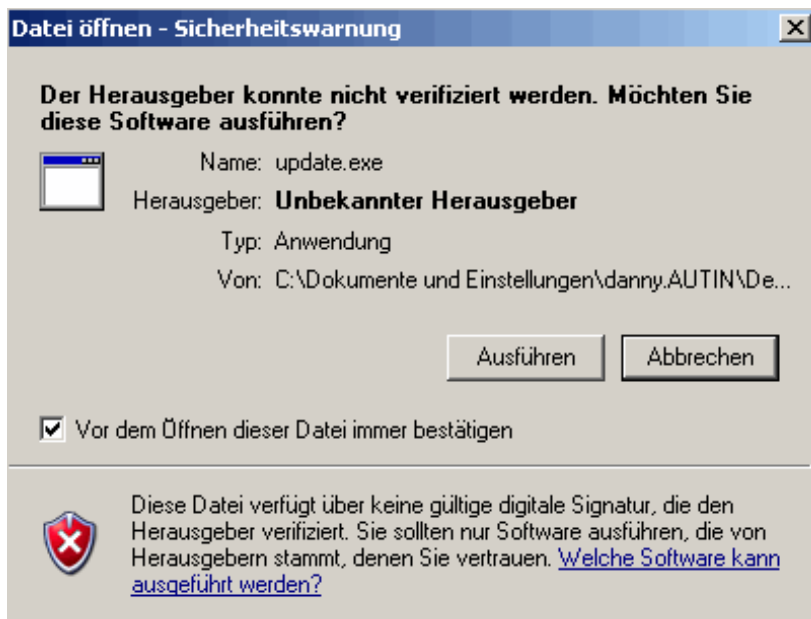 Datei öffnen - Sicherheitswarnung
Der Herausgeber konnte nicht verifiziert werden. Möchten Sie
diese Software ausführen?
Name: update.exe
Herausgeber: Unbekannter Herausgeber
Typ: Anwendung
Von: C:\Dokumente und Einstellungen\danny.AUTIN\De...
Ausführen Abbrechen
Vor dem Öffnen dieser Datei immer bestätigen
Diese Datei verfügt über keine gültige digitale Signatur, die den
Herausgeber verifiziert. Sie sollten nur Software ausführen, die von
Herausgebern stammt, denen Sie vertrauen. Welche Software kann
ausgeführt werden?